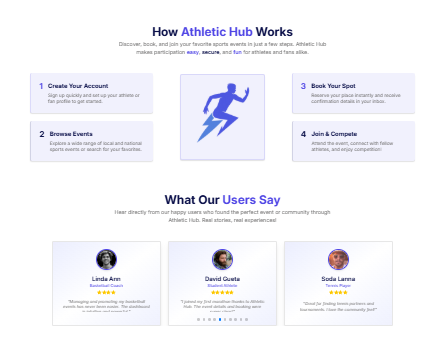 How Athletic Hub Works
Discover, book, and join your favorite sports events in just a few steps. Athletic Hub
makes participation easy, secure, and fun for athletes and fans alike.
1 Create Your Account
Sign up quickly and set up your athlete or
fan profile to get started.
2 Browse Events
Explore a wide range of local and national
sports events or search for your favorites.
3 Book Your Spot
Reserve your place instantly and receive
confirmation details in your inbox.
4 Join & Compete
Attend the event, connect with fellow
athletes, and enjoy competition!
What Our Users Say
Hear directly from our happy users who found the perfect event or community through
Athletic Hub. Real stories, real experiences!
Linda Ann
Basketball Coach
"Managing and promoting my basketball
events has never been easier. The dashboard
David Gueta
Student Athlete
"I joined my first marathon thanks to Athletic
Hub. The event details and booking were
Soda Lanna
Tennis Player
"Great for finding tennis partners and
tournaments. I love the community feel!"